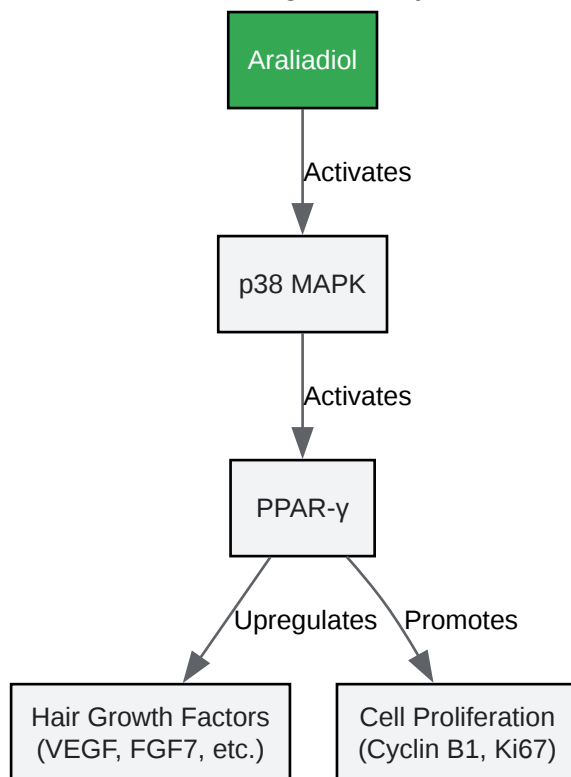 Araliadiol
Activates
p38 MAPK
Activates
PPAR-γ
Upregulates
Promotes
Hair Growth Factors
(VEGF, FGF7, etc.)
Cell Proliferation
(Cyclin B1, Ki67)